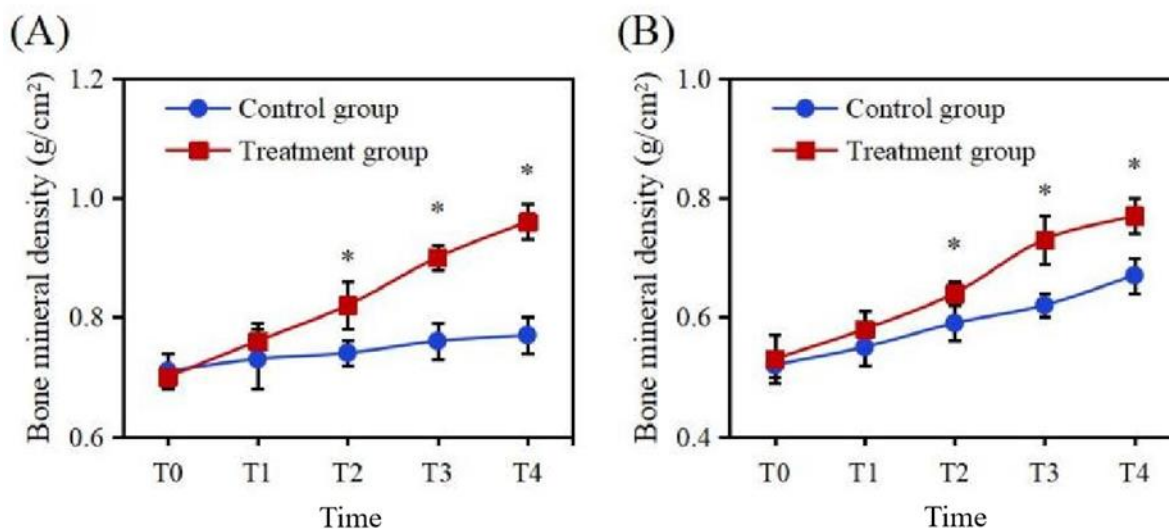 (A)
Bone mineral density (g/cm²)
1.2
1.0
0.8
0.6
Control group
Treatment group
*
*
*
T0 T1 T2 T3 T4
Time
(B)
Bone mineral density (g/cm²)
1.0
0.8
0.6
0.4
Control group
Treatment group
*
*
*
T0 T1 T2 T3 T4
Time